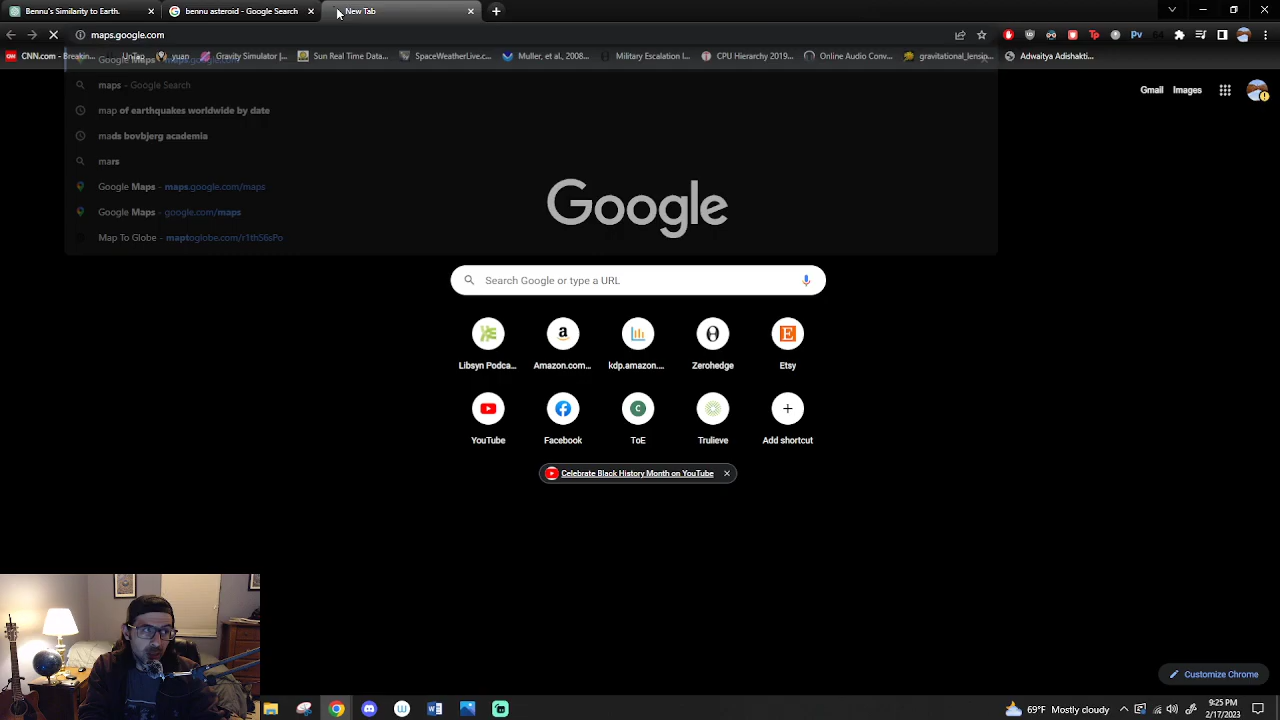 Bennu's Similarity to Earth.
bennu asteroid - Google Search
New Tab
maps.google.com
CNN.com - Breakin...
UnTap
yuan
Gravity Simulator |...
Sun Real Time Data...
SpaceWeatherLive.c...
Muller, et al., 2008...
Military Escalation I...
CPU Hierarchy 2019...
Online Audio Conv...
gravitational_lensin...
Adwaitya Adishakti...
Google Maps
maps - Google Search
map of earthquakes worldwide by date
mads bovbjerg academia
mars
Google Maps - maps.google.com/maps
Google Maps - google.com/maps
Map To Globe - maptoglobe.com/r1th56sPo
Gmail Images
Google
Search Google or type a URL
Libsyn Podca...
Amazon.com...
kdp.amazon....
Zerohedge
Etsy
YouTube
Facebook
ToE
Trulieve
Add shortcut
Celebrate Black History Month on YouTube
Customize Chrome
69°F Mostly cloudy
9:25 PM
2/17/2023